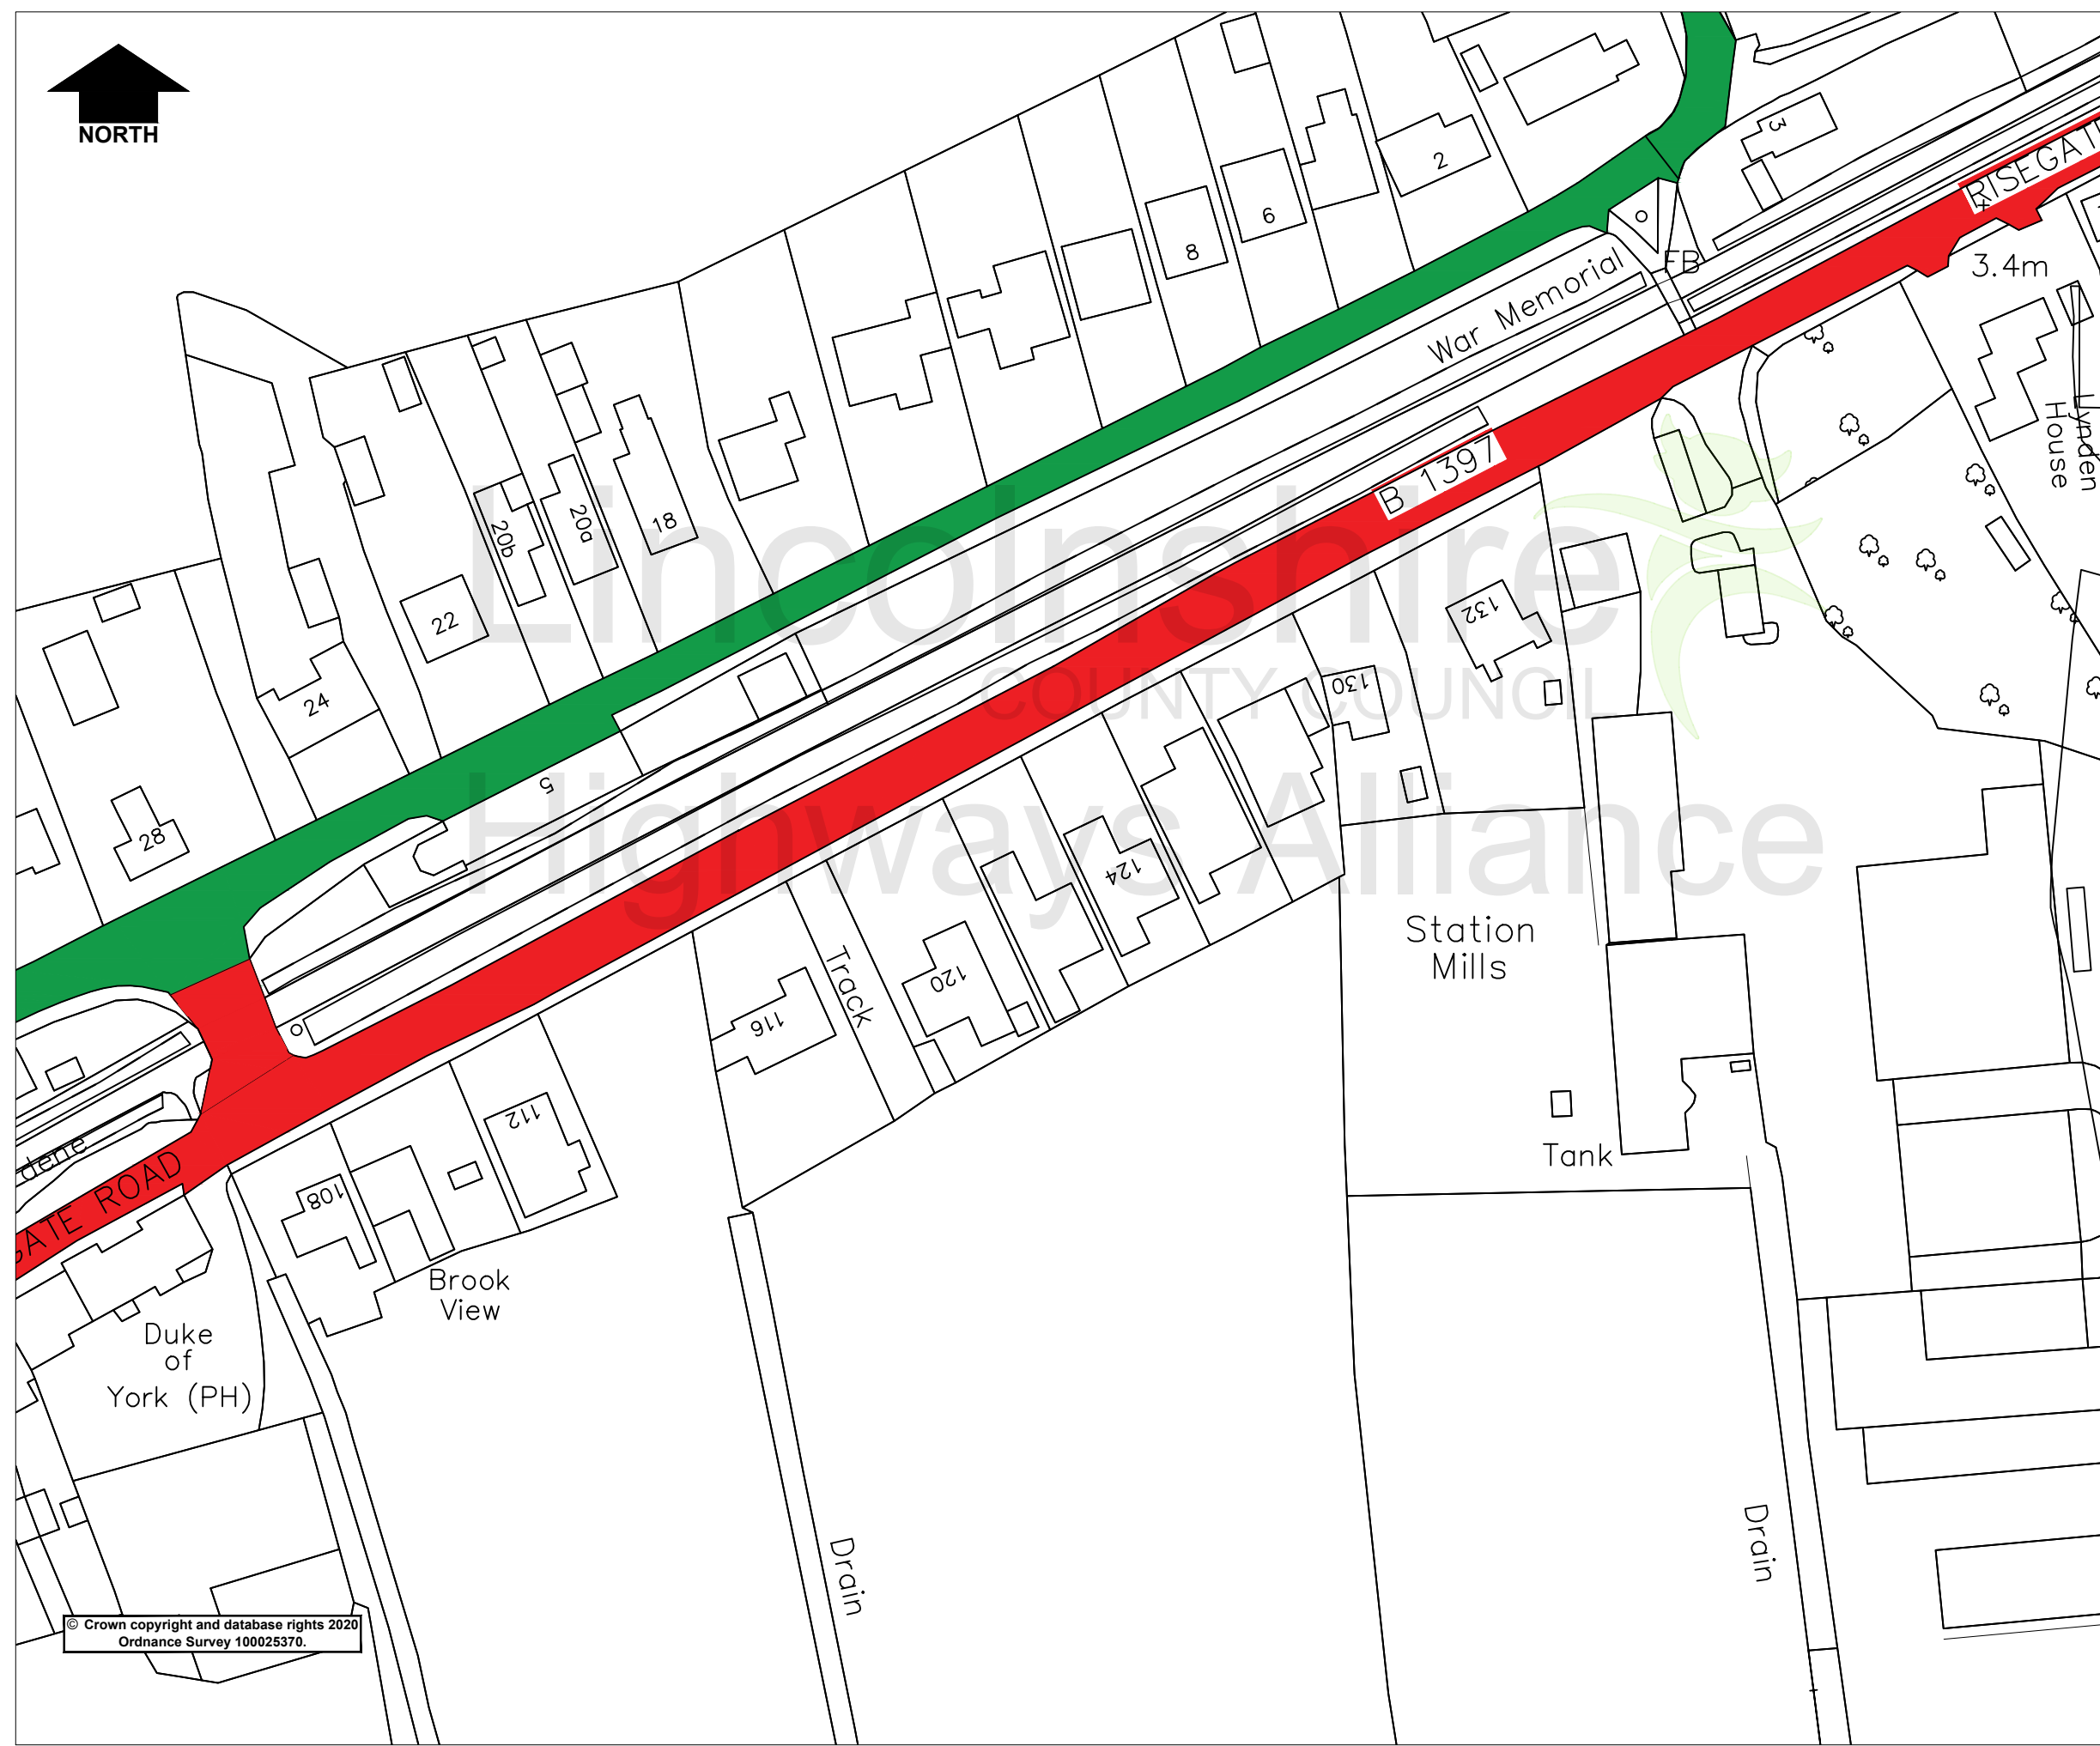 NORTH
3
2
6
8
RISEGAT
FB
3.4m
War Memorial
Lynden
House
B 1397
18
20a
20b
22
24
28
5
132
130
124
120
116
112
108
Lincolnshire
COUNTY COUNCIL
Highways Alliance
Station
Mills
Track
Tank
dene
GATE ROAD
Brook
View
Duke
of
York (PH)
Drain
Drain
© Crown copyright and database rights 2020
Ordnance Survey 100025370.